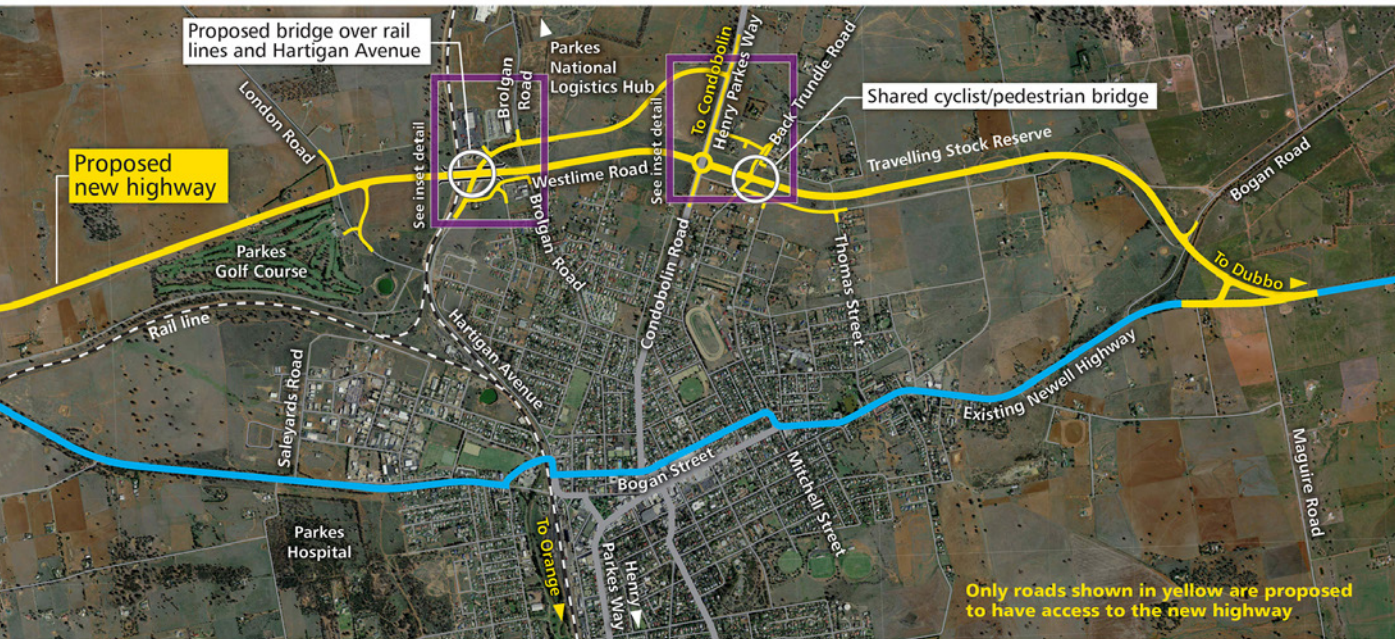 Proposed bridge over rail
lines and Hartigan Avenue
Parkes
National
Logistics Hub
Brolgan
Road
To Condobolin
Henry Parkes Way
Back Trundle Road
Shared cyclist/pedestrian bridge
London Road
See inset detail
See inset detail
Proposed
new highway
Westlime Road
Travelling Stock Reserve
Bogan Road
Parkes
Golf Course
Brolgan Road
Condobolin Road
Thomas Street
To Dubbo
Rail line
Hartigan Avenue
Saleyards Road
Existing Newell Highway
Bogan Street
Mitchell Street
Maguire Road
Parkes
Hospital
To Orange
Henry
Parkes Way
Only roads shown in yellow are proposed
to have access to the new highway